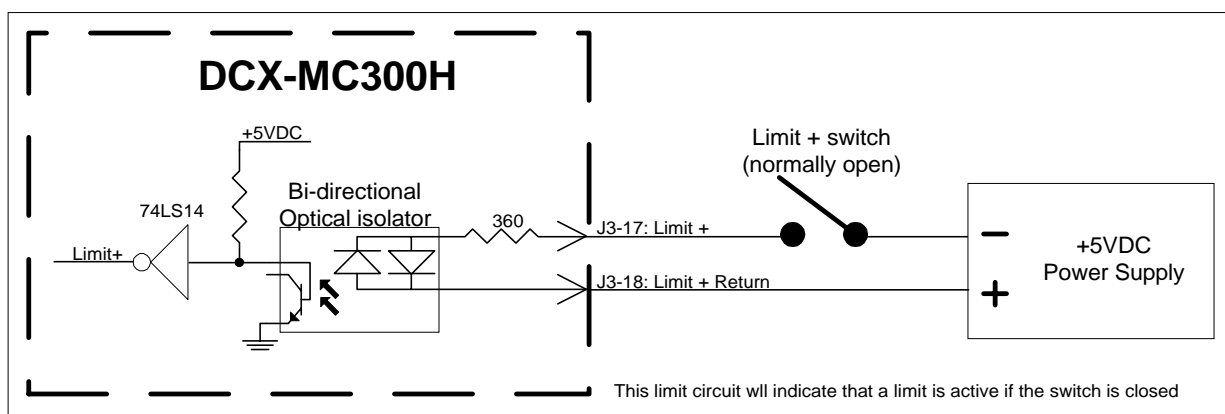 DCX-MC300H
+5VDC
Bi-directional
Optical isolator
74LS14
360
Limit+
J3-17: Limit +
J3-18: Limit + Return
Limit + switch
(normally open)
−
+
+5VDC
Power Supply
This limit circuit wll indicate that a limit is active if the switch is closed